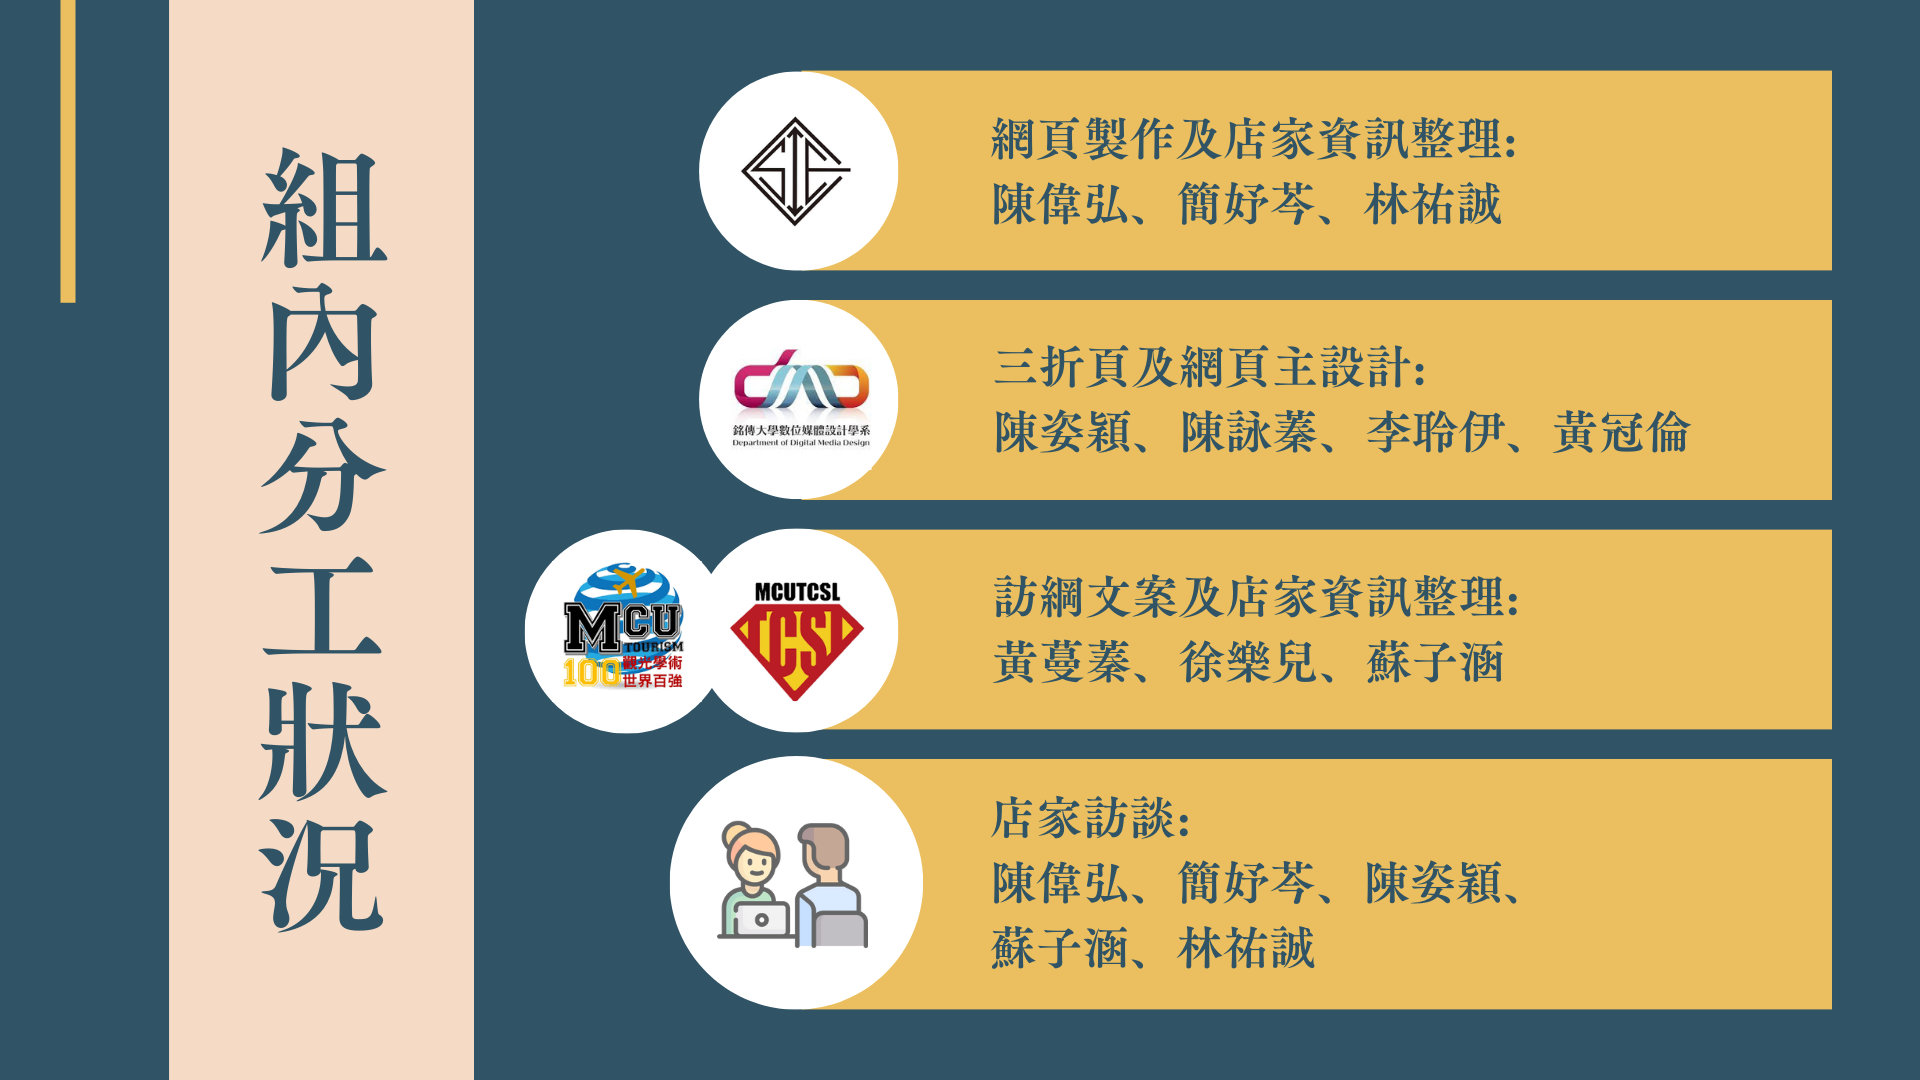 組內分工狀況
網頁製作及店家資訊整理:
陳偉弘、簡妤芩、林祐誠
銘傳大學數位媒體設計學系
Department of Digital Media Design
三折頁及網頁主設計:
陳姿穎、陳詠蓁、李聆伊、黃冠倫
MCU
TOURISM
100 觀光學術
世界百強
MCUTCSL
TCSL
訪綱文案及店家資訊整理:
黃蔓蓁、徐樂兒、蘇子涵
店家訪談:
陳偉弘、簡妤芩、陳姿穎、
蘇子涵、林祐誠